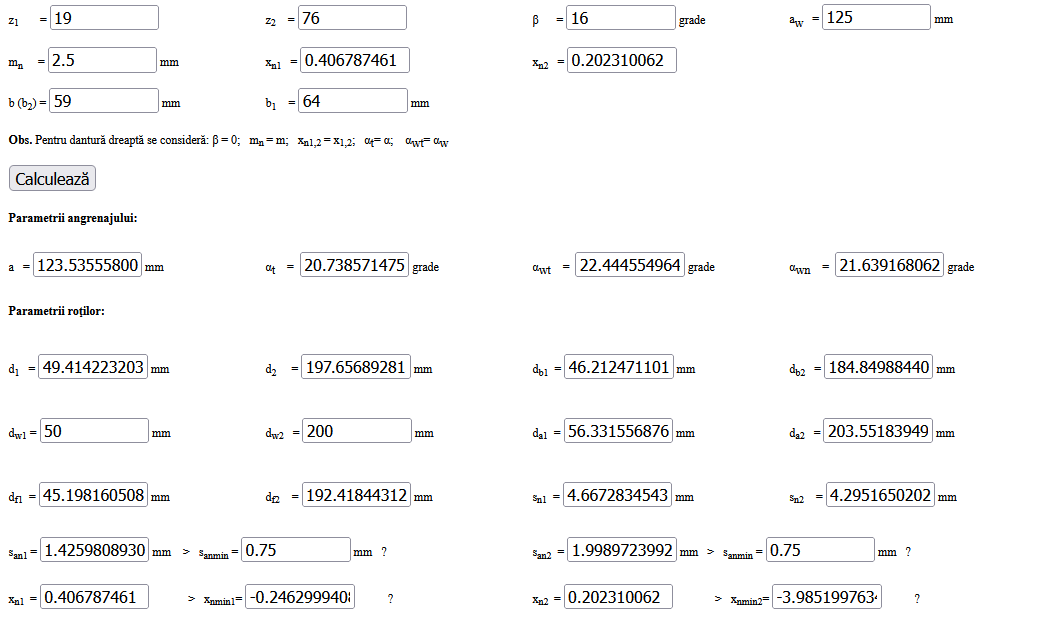 z1 = 19 z2 = 76 β = 16 grade aw = 125 mm
mn = 2.5 mm xn1 = 0.406787461 xn2 = 0.202310062
b (b2) = 59 mm b1 = 64 mm
Obs. Pentru dantură dreaptă se consideră: β = 0; mn = m; xn1,2 = x1,2; αt= α; αwt= αw
Calculează
Parametrii angrenajului:
a = 123.53555800 mm αt = 20.738571475 grade αwt = 22.444554964 grade αwn = 21.639168062 grade
Parametrii roților:
d1 = 49.414223203 mm d2 = 197.65689281 mm db1 = 46.212471101 mm db2 = 184.84988440 mm
dw1 = 50 mm dw2 = 200 mm da1 = 56.331556876 mm da2 = 203.55183949 mm
df1 = 45.198160508 mm df2 = 192.41844312 mm sn1 = 4.6672834543 mm sn2 = 4.2951650202 mm
san1 = 1.4259808930 mm > sanmin = 0.75 mm ? san2 = 1.9989723992 mm > sanmin = 0.75 mm ?
xn1 = 0.406787461 > xnmin1= -0.246299940 ? xn2 = 0.202310062 > xnmin2= -3.9851997634 ?